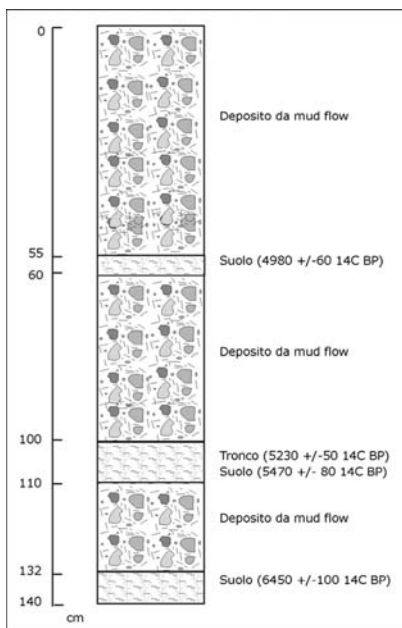 0
Deposito da mud flow
55
Suolo (4980 +/-60 14C BP)
60
Deposito da mud flow
100
Tronco (5230 +/-50 14C BP)
Suolo (5470 +/- 80 14C BP)
110
Deposito da mud flow
132
Suolo (6450 +/-100 14C BP)
140
cm